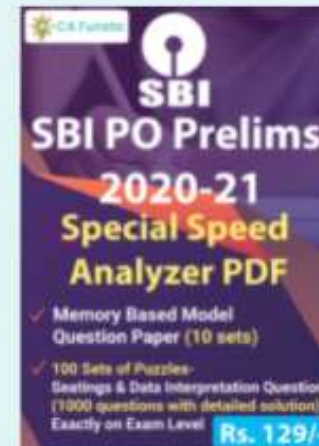 CA Funsta
SBI
SBI PO Prelims
2020-21
Special Speed
Analyzer PDF
Memory Based Model
Question Paper (10 sets)
100 Sets of Puzzles-
Seatings & Data Interpretation Question
(1000 questions with detailed solution)
Exactly on Exam Level
Rs. 129/-